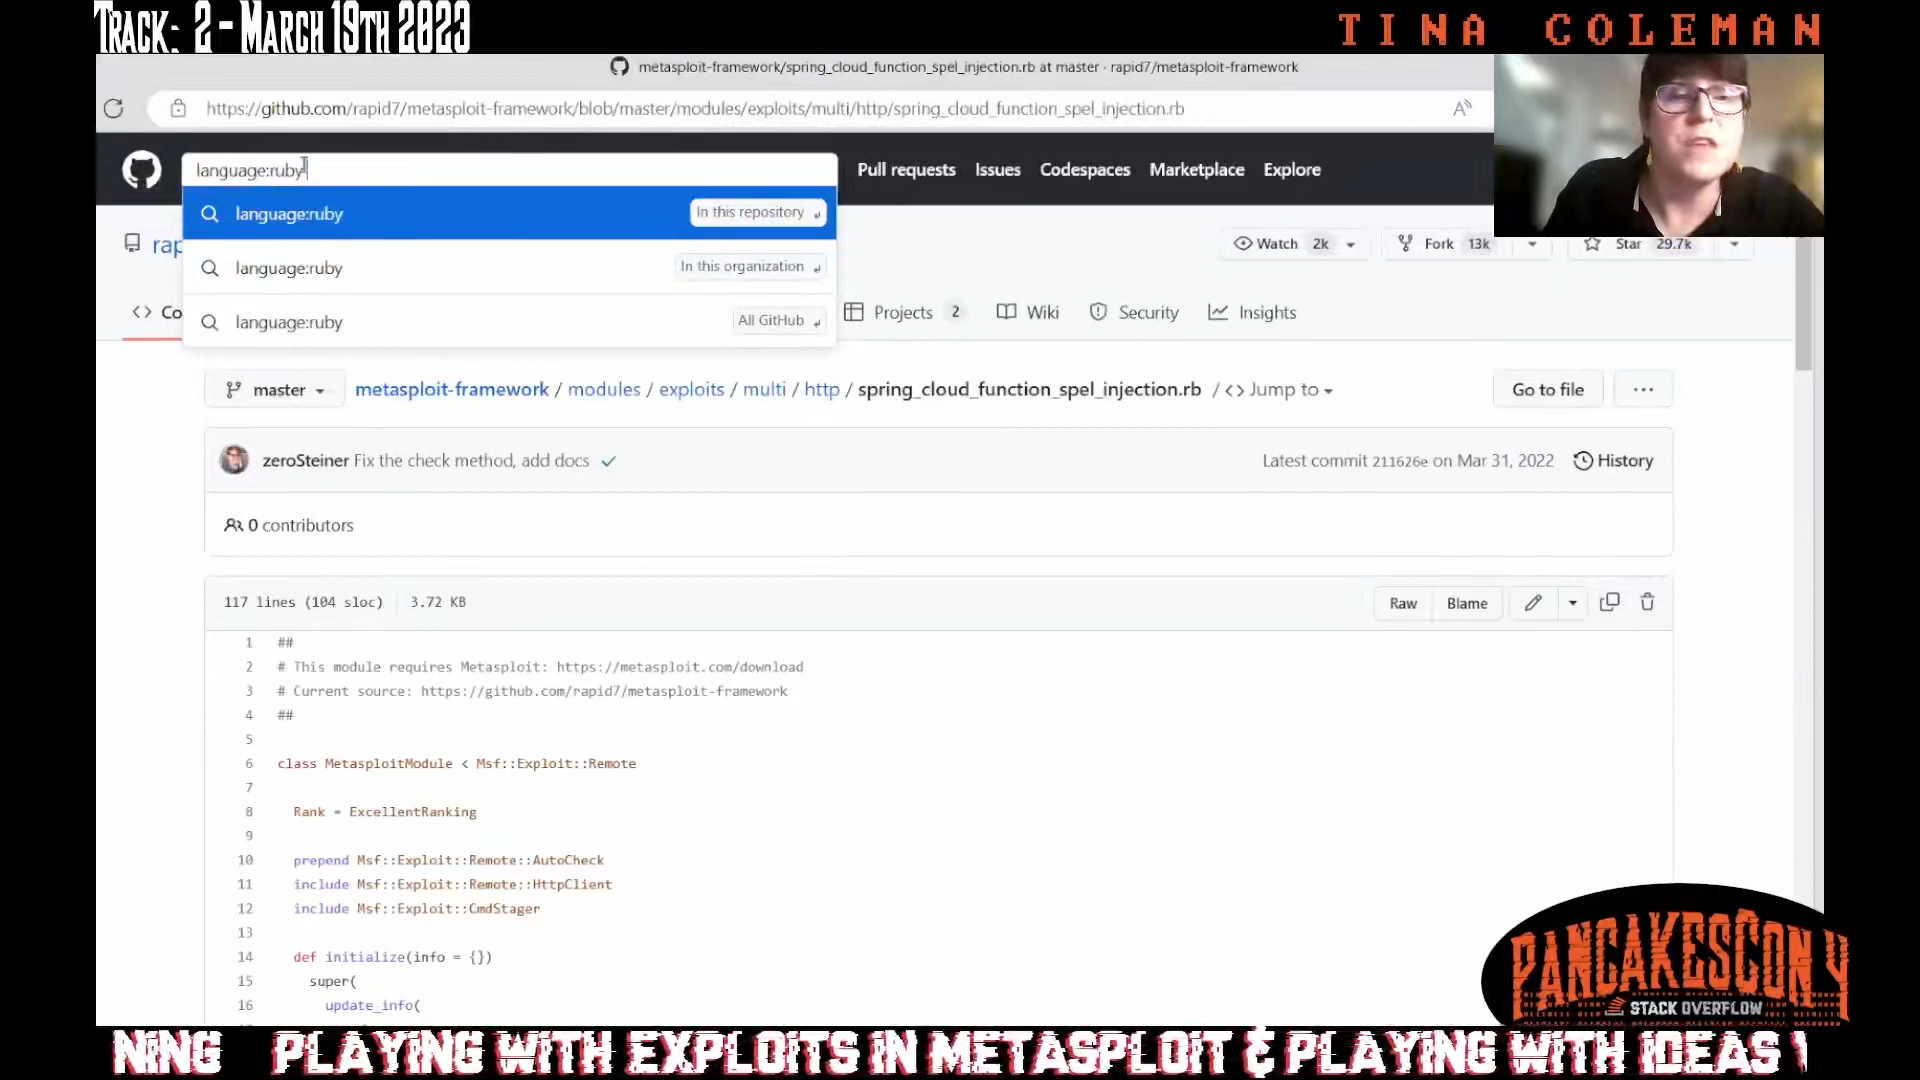 TRACK: 2 - MARCH 19TH 2023
TINA COLEMAN
metasploit-framework/spring_cloud_function_spel_injection.rb at master · rapid7/metasploit-framework
https://github.com/rapid7/metasploit-framework/blob/master/modules/exploits/multi/http/spring_cloud_function_spel_injection.rb
language:ruby
Pull requests Issues Codespaces Marketplace Explore
language:ruby In this repository
rap
Watch 2k Fork 13k Star 29.7k
language:ruby In this organization
<> Co
Projects 2 Wiki Security Insights
language:ruby All GitHub
master metasploit-framework / modules / exploits / multi / http / spring_cloud_function_spel_injection.rb / <> Jump to Go to file ...
zeroSteiner Fix the check method, add docs Latest commit 211626e on Mar 31, 2022 History
0 contributors
117 lines (104 sloc) 3.72 KB Raw Blame
1 ##
2 # This module requires Metasploit: https://metasploit.com/download
3 # Current source: https://github.com/rapid7/metasploit-framework
4 ##
5
6 class MetasploitModule < Msf::Exploit::Remote
7
8 Rank = ExcellentRanking
9
10 prepend Msf::Exploit::Remote::AutoCheck
11 include Msf::Exploit::Remote::HttpClient
12 include Msf::Exploit::CmdStager
13
14 def initialize(info = {})
15 super(
16 update_info(
PANCAKESCON 4
STACK OVERFLOW
NING PLAYING WITH EXPLOITS IN METASPLOIT & PLAYING WITH IDEAS